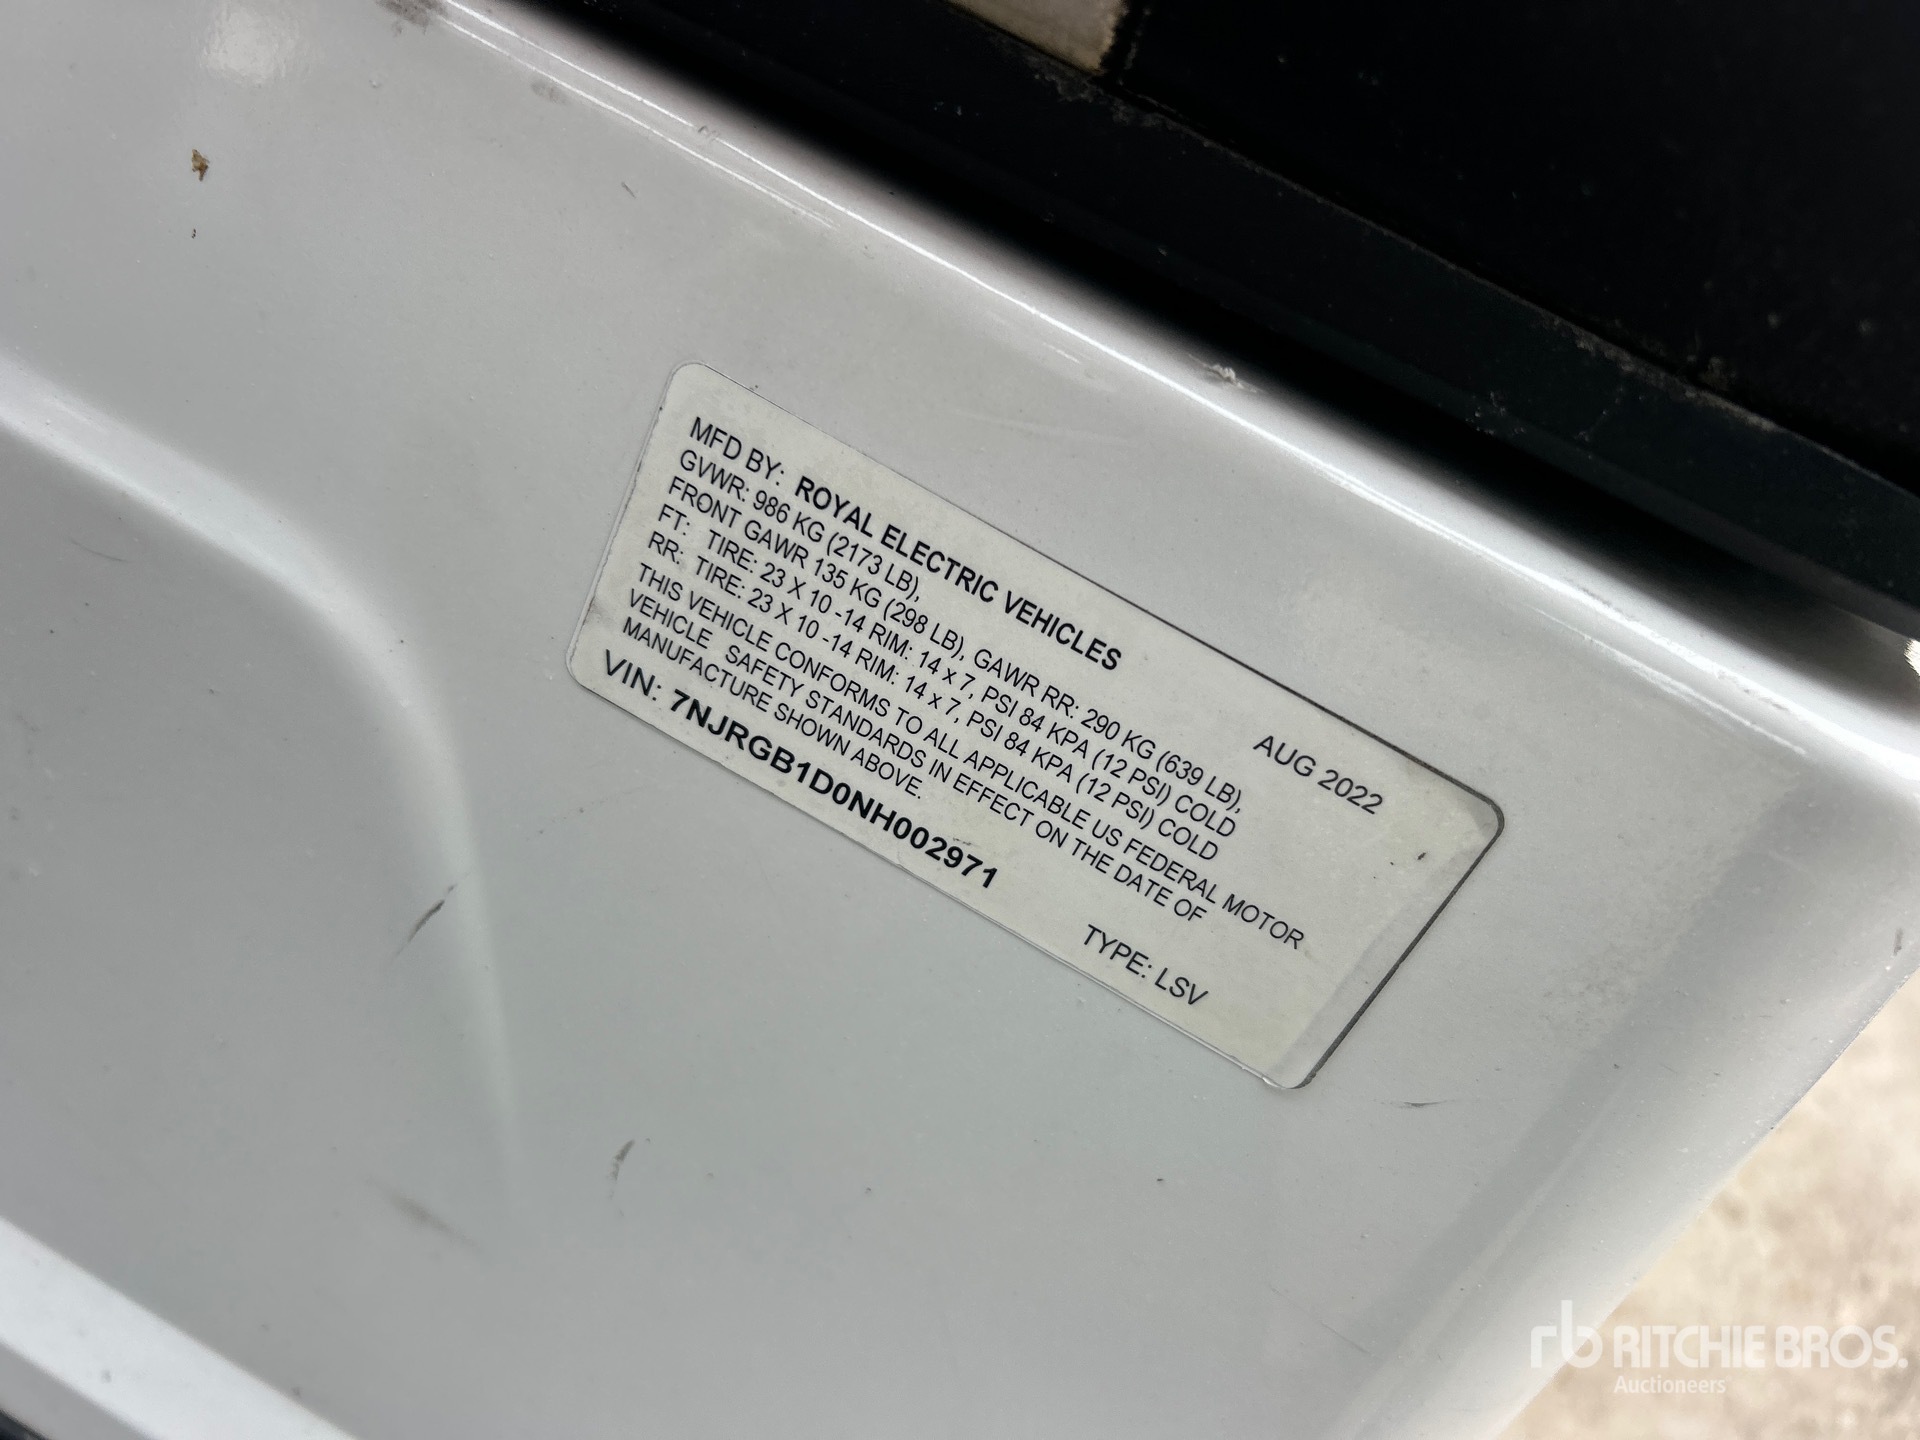 MFD BY: ROYAL ELECTRIC VEHICLES AUG 2022
GVWR: 986 KG (2173 LB),
FRONT GAWR 135 KG (298 LB), GAWR RR: 290 KG (639 LB),
FT: TIRE: 23 X 10 -14 RIM: 14 x 7, PSI 84 KPA (12 PSI) COLD
RR: TIRE: 23 X 10 -14 RIM: 14 x 7, PSI 84 KPA (12 PSI) COLD
THIS VEHICLE CONFORMS TO ALL APPLICABLE US FEDERAL MOTOR
VEHICLE SAFETY STANDARDS IN EFFECT ON THE DATE OF
MANUFACTURE SHOWN ABOVE.
VIN: 7NJRGB1D0NH002971 TYPE: LSV
rb RITCHIE BROS.
Auctioneers